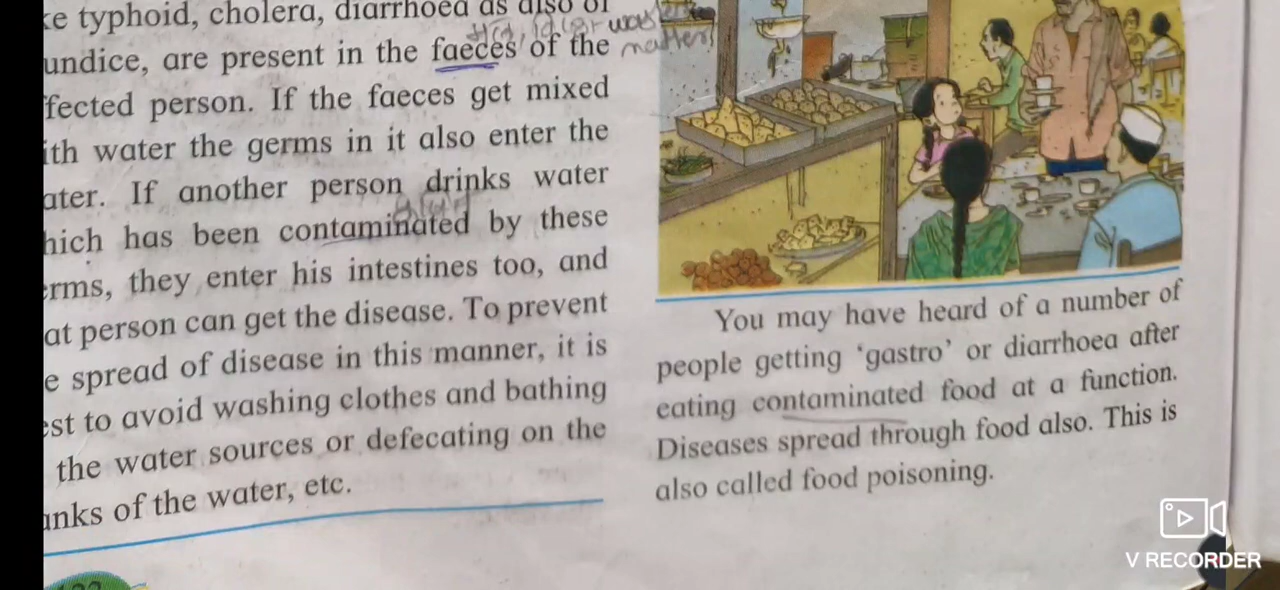 ke typhoid, cholera, diarrhoea as also of
undice, are present in the faeces of the
fected person. If the faeces get mixed
ith water the germs in it also enter the
ater. If another person drinks water
hich has been contaminated by these
erms, they enter his intestines too, and
at person can get the disease. To prevent
e spread of disease in this manner, it is
est to avoid washing clothes and bathing
the water sources or defecating on the
anks of the water, etc.
matter
You may have heard of a number of
people getting ‘gastro’ or diarrhoea after
eating contaminated food at a function.
Diseases spread through food also. This is
also called food poisoning.
V RECORDER